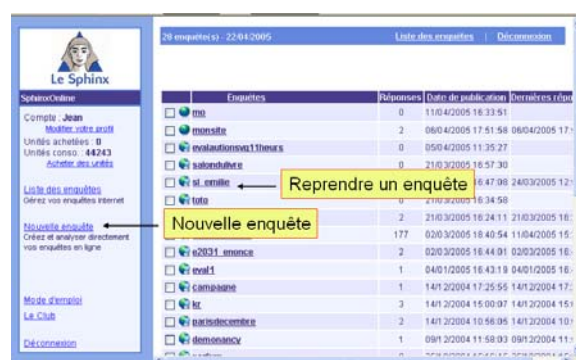 28 enquête(s) - 22/04/2005
Liste des enquêtes | Déconnexion
Le Sphinx
SphinxOnline
Compte : Jean
Modifier votre profil
Unités achetées : 0
Unités conso. : 44243
Acheter des unités
Liste des enquêtes
Gérez vos enquêtes internet
Nouvelle enquête
Créez et analyser directement
vos enquêtes en ligne
Mode d'emploi
Le Club
Déconnexion
Enquêtes Réponses Date de publication Dernières répo
mo 0 11/04/2005 16:33:51
monsite 2 06/04/2005 17:51:58 06/04/2005 17:
evalautionsvg11heurs 0 05/04/2005 11:35:27
salondulivre 0 21/03/2005 16:57:30
sl_emilie 16:47:08 24/03/2005 12:
Reprendre un enquête
toto 0 21/03/2005 16:34:58
Nouvelle enquête
2 21/03/2005 16:24:11 21/03/2005 16:
177 02/03/2005 18:40:54 11/04/2005 15:
e2031_enonce 2 02/03/2005 16:44:01 02/03/2005 16:
eval1 1 04/01/2005 16:43:19 04/01/2005 16:
campagne 1 14/12/2004 17:25:55 14/12/2004 17:
kr 3 14/12/2004 15:00:07 14/12/2004 15:
parisdecembre 2 14/12/2004 10:56:05 14/12/2004 10:
demonancy 1 09/12/2004 11:58:03 09/12/2004 11: